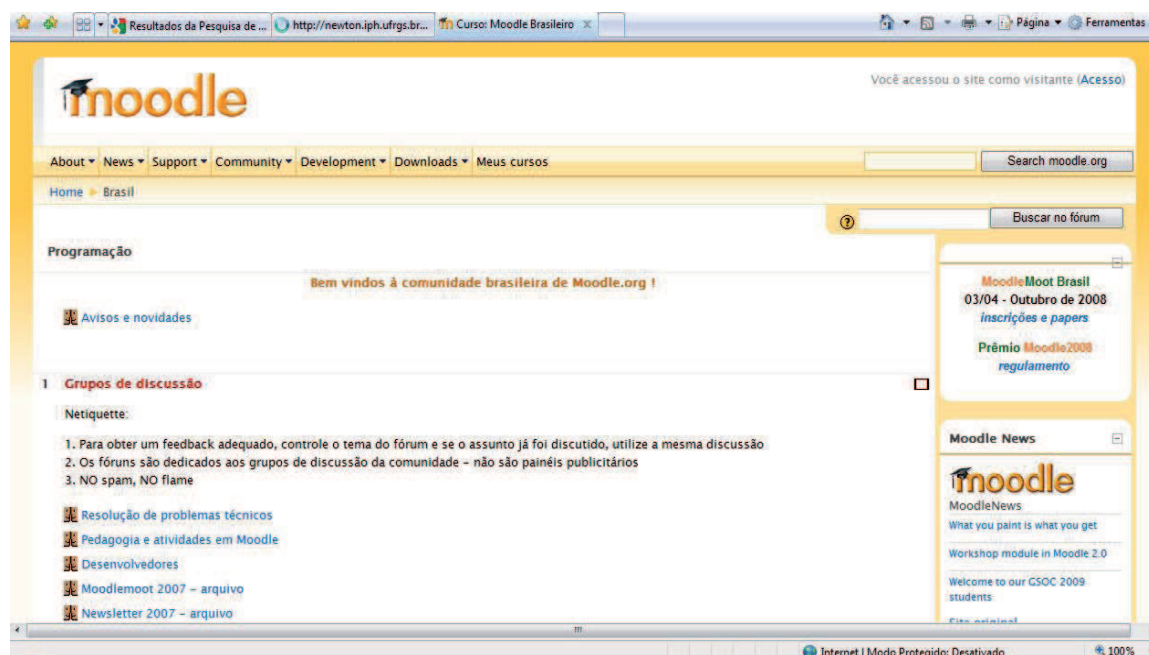 Resultados da Pesquisa de ... http://newton.iph.ufrgs.br... Curso: Moodle Brasileiro x Página Ferramentas
moodle
Você acessou o site como visitante (Acesso)
About News Support Community Development Downloads Meus cursos
Search moodle.org
Home Brasil
Buscar no fórum
Programação
Bem vindos à comunidade brasileira de Moodle.org !
Avisos e novidades
1 Grupos de discussão
Netiquette:
1. Para obter um feedback adequado, controle o tema do fórum e se o assunto já foi discutido, utilize a mesma discussão
2. Os fóruns são dedicados aos grupos de discussão da comunidade – não são painéis publicitários
3. NO spam, NO flame
Resolução de problemas técnicos
Pedagogia e atividades em Moodle
Desenvolvedores
Moodlemoot 2007 – arquivo
Newsletter 2007 – arquivo
MoodleMoot Brasil
03/04 - Outubro de 2008
inscrições e papers
Prêmio Moodle2008
regulamento
Moodle News
moodle
MoodleNews
What you paint is what you get
Workshop module in Moodle 2.0
Welcome to our GSOC 2009
students
Site original
Internet | Modo Protegido: Desativado 100%